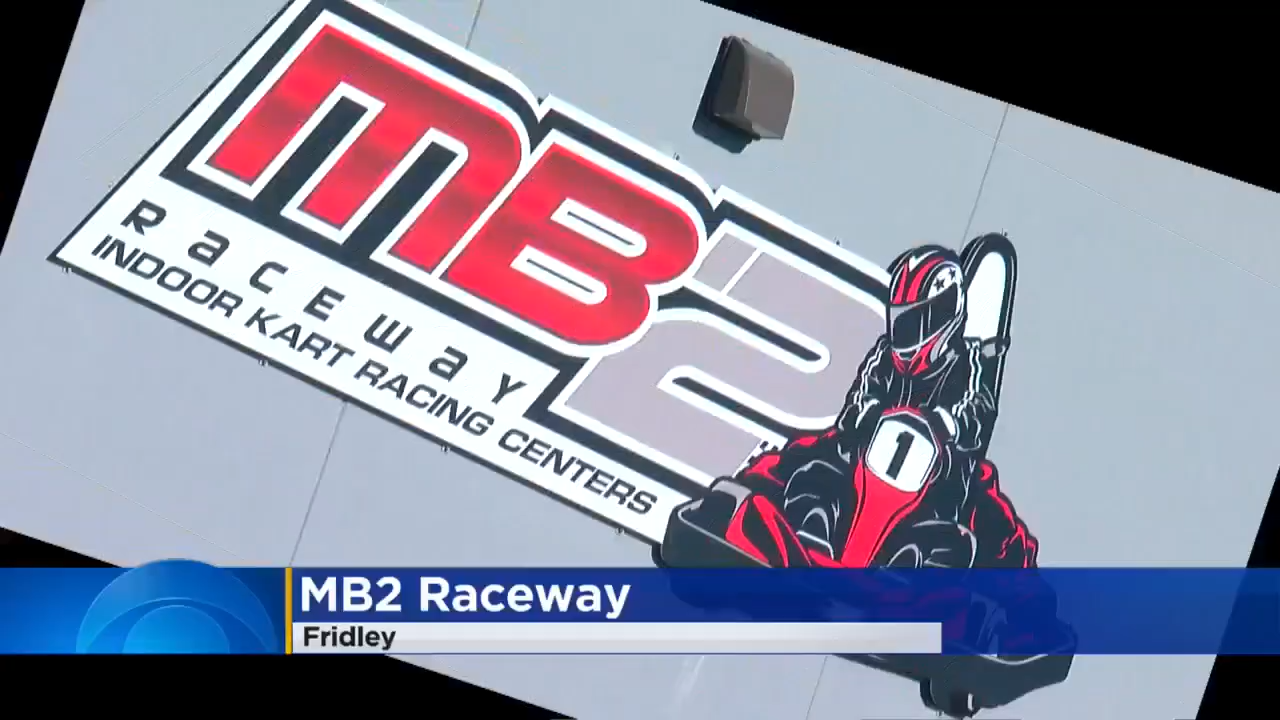 MB2
RaCEWaY
INDOOR KART RACING CENTERS
1
MB2 Raceway
Fridley